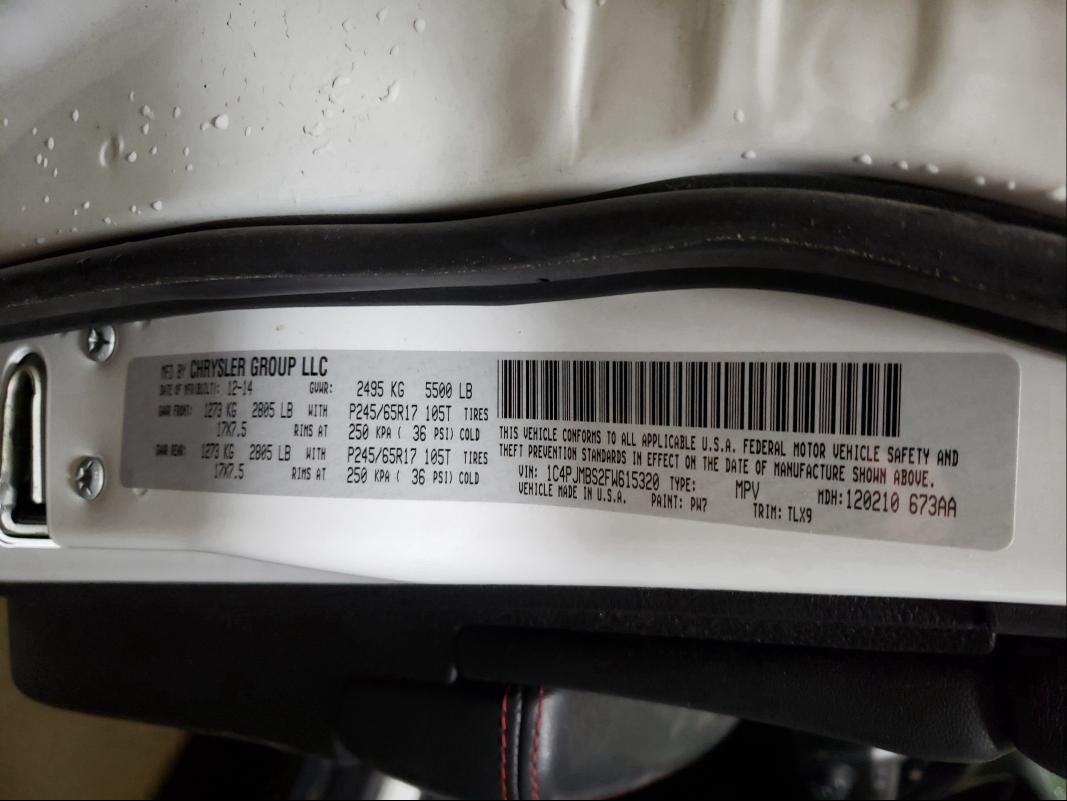 MFD BY CHRYSLER GROUP LLC
DATE OF MFR(BUILT): 12-14 GVWR: 2495 KG 5500 LB
GAWR FRONT: 1273 KG 2805 LB WITH P245/65R17 105T TIRES
17X7.5 RIMS AT 250 KPA ( 36 PSI) COLD
GAWR REAR: 1273 KG 2805 LB WITH P245/65R17 105T TIRES
17X7.5 RIMS AT 250 KPA ( 36 PSI) COLD
THIS VEHICLE CONFORMS TO ALL APPLICABLE U.S.A. FEDERAL MOTOR VEHICLE SAFETY AND
THEFT PREVENTION STANDARDS IN EFFECT ON THE DATE OF MANUFACTURE SHOWN ABOVE.
VIN: 1C4PJMBS2FW615320 TYPE: MPV MDH: 120210 673AA
VEHICLE MADE IN U.S.A. PAINT: PW7 TRIM: TLX9